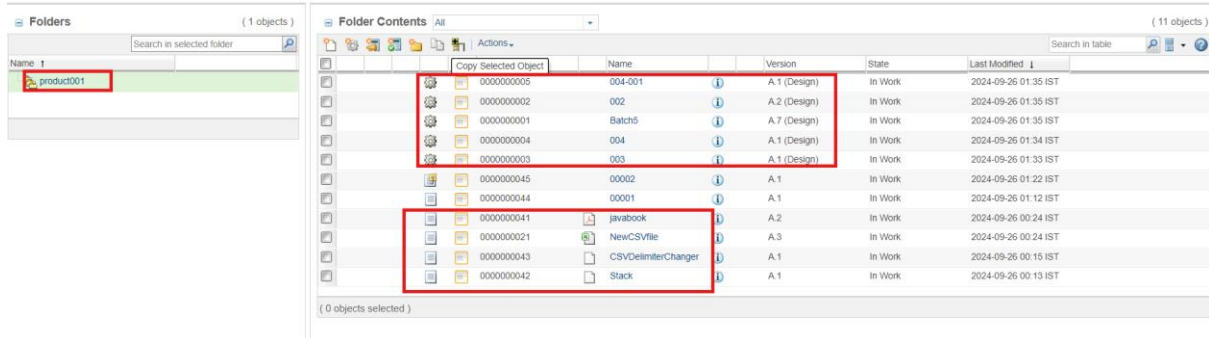 Folders ( 1 objects )
Search in selected folder
Name
product001
Folder Contents All ( 11 objects )
Actions Search in table
Copy Selected Object Name Version State Last Modified
0000000005 004-001 A.1 (Design) In Work 2024-09-26 01:35 IST
0000000002 002 A.2 (Design) In Work 2024-09-26 01:35 IST
0000000001 Batch5 A.7 (Design) In Work 2024-09-26 01:35 IST
0000000004 004 A.1 (Design) In Work 2024-09-26 01:34 IST
0000000003 003 A.1 (Design) In Work 2024-09-26 01:33 IST
0000000045 00002 A.1 In Work 2024-09-26 01:22 IST
0000000044 00001 A.1 In Work 2024-09-26 01:12 IST
0000000041 javabook A.2 In Work 2024-09-26 00:24 IST
0000000021 NewCSVfile A.3 In Work 2024-09-26 00:24 IST
0000000043 CSVDelimiterChanger A.1 In Work 2024-09-26 00:15 IST
0000000042 Stack A.1 In Work 2024-09-26 00:13 IST
( 0 objects selected )